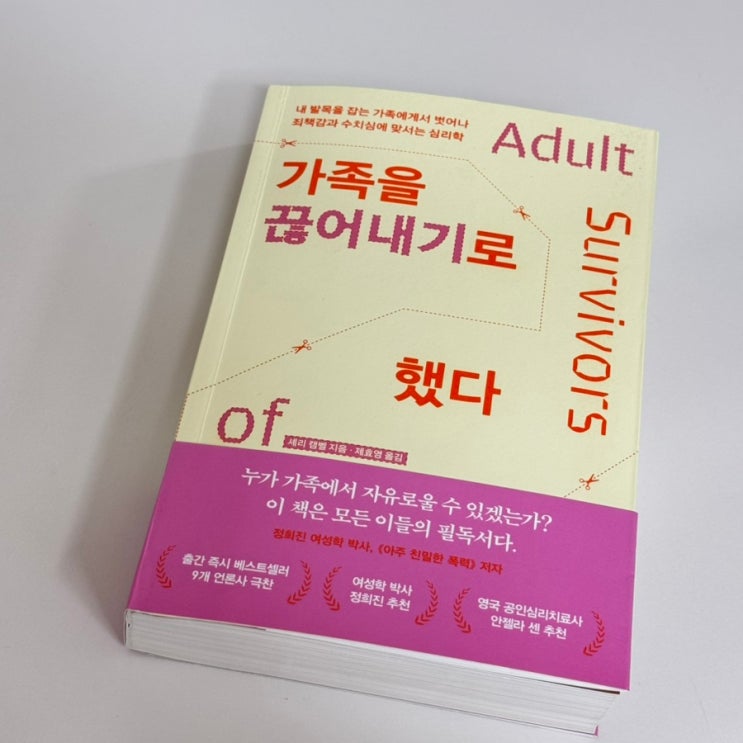 내 발목을 잡는 가족에게서 벗어나
죄책감과 수치심에 맞서는 심리학
Adult
가족을
끊어내기로
Survivors
했다
of
셰리 캠벨 지음 · 제효영 옮김
누가 가족에서 자유로울 수 있겠는가?
이 책은 모든 이들의 필독서다.
정희진 여성학 박사, 《아주 친밀한 폭력》 저자
출간 즉시 베스트셀러
9개 언론사 극찬
여성학 박사
정희진 추천
영국 공인심리치료사
안젤라 센 추천